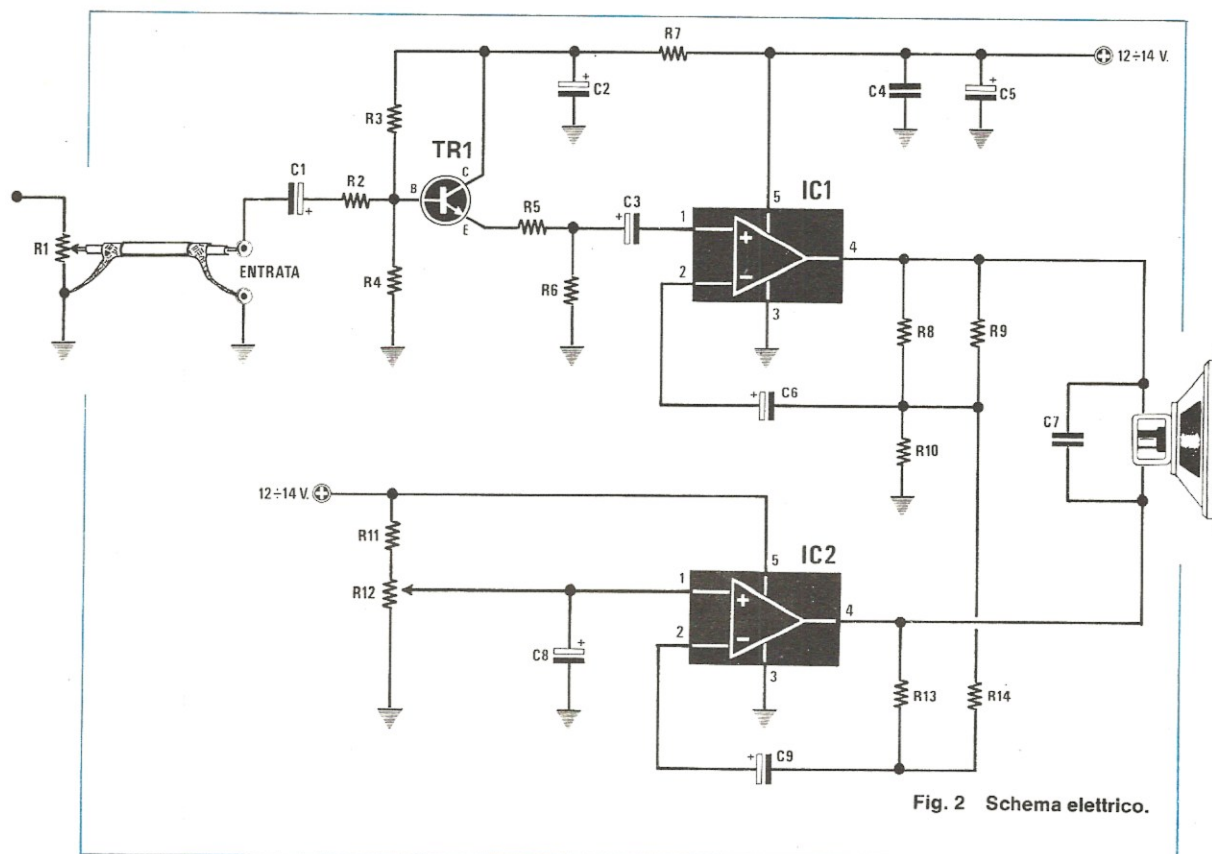 R7
12÷14 V.
C2
C4
C5
R3
TR1
C1
R2
B
C
E
R5
C3
IC1
1
+
5
4
2
−
3
R1
ENTRATA
R4
R6
R8
R9
C6
R10
C7
12÷14 V.
R11
R12
IC2
5
1
+
4
2
−
3
C8
R13
R14
C9
Fig. 2 Schema elettrico.